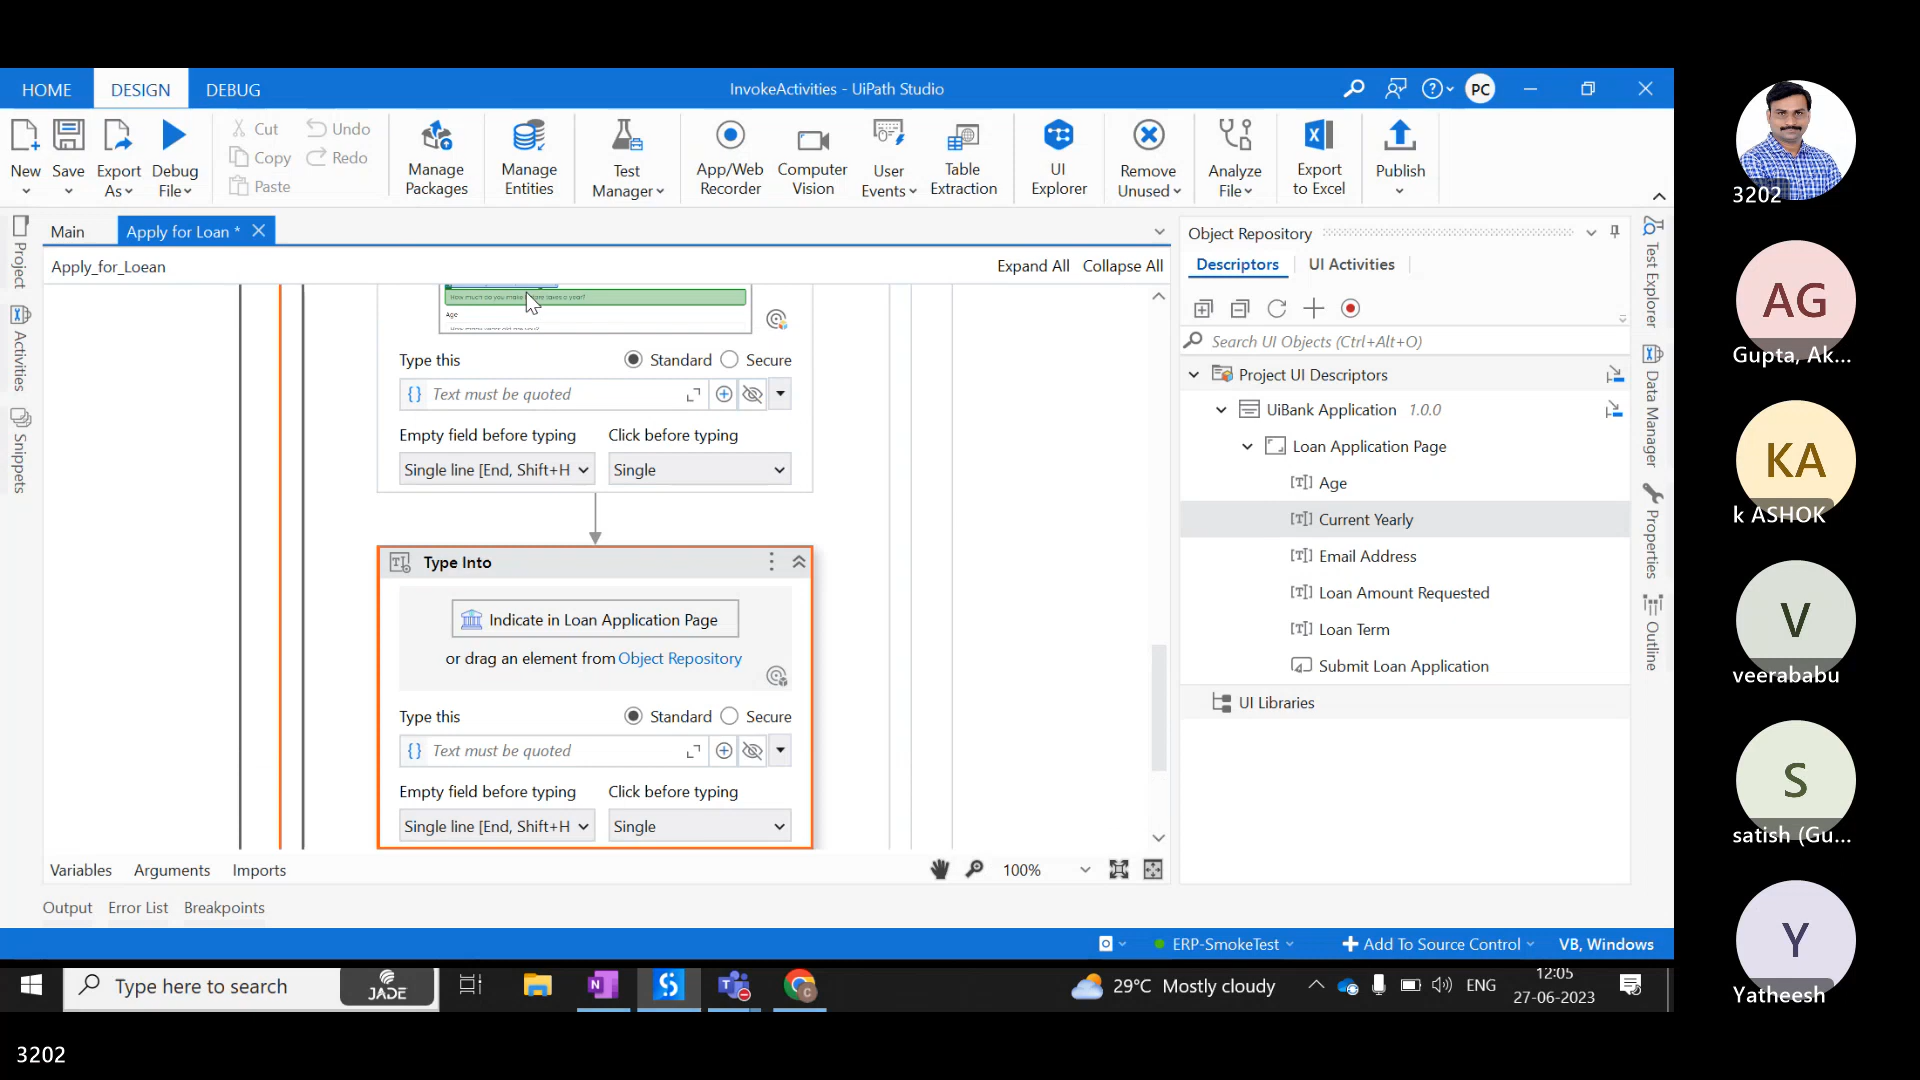 HOME
DESIGN
DEBUG
InvokeActivities - UiPath Studio
PC
New
Save
Export
As
Debug
File
Cut
Copy
Paste
Undo
Redo
Manage
Packages
Manage
Entities
Test
Manager
App/Web
Recorder
Computer
Vision
User
Events
Table
Extraction
UI
Explorer
Remove
Unused
Analyze
File
Export
to Excel
Publish
Project
Activities
Snippets
Main
Apply for Loan *
Apply_for_Loean
Expand All
Collapse All
How much do you make
taxes a year?
Age
Type this
Standard
Secure
Text must be quoted
Empty field before typing
Click before typing
Single line [End, Shift+H
Single
Type Into
Indicate in Loan Application Page
or drag an element from Object Repository
Type this
Standard
Secure
Text must be quoted
Empty field before typing
Click before typing
Single line [End, Shift+H
Single
Variables
Arguments
Imports
100%
Output
Error List
Breakpoints
Object Repository
Descriptors
UI Activities
Search UI Objects (Ctrl+Alt+O)
Project UI Descriptors
UiBank Application 1.0.0
Loan Application Page
Age
Current Yearly
Email Address
Loan Amount Requested
Loan Term
Submit Loan Application
UI Libraries
Test Explorer
Data Manager
Properties
Outline
ERP-SmokeTest
Add To Source Control
VB, Windows
Type here to search
JADE
29°C Mostly cloudy
ENG
12:05
27-06-2023
3202
3202
AG
Gupta, Ak...
KA
k ASHOK
V
veerababu
S
satish (Gu...
Y
Yatheesh